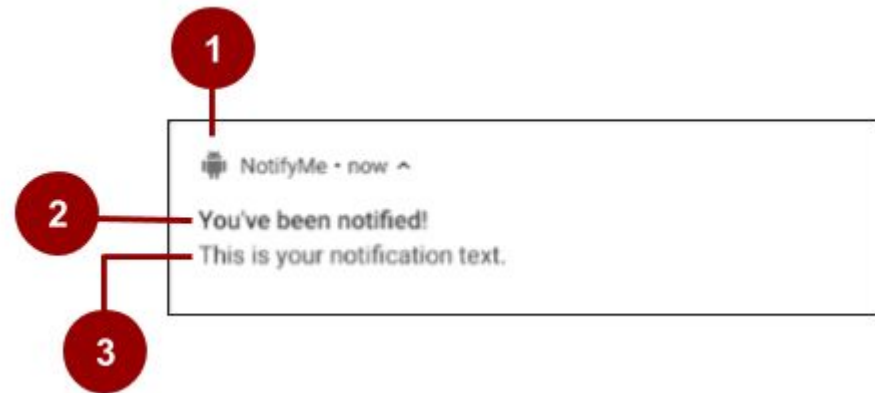 1
NotifyMe • now
2
You've been notified!
This is your notification text.
3